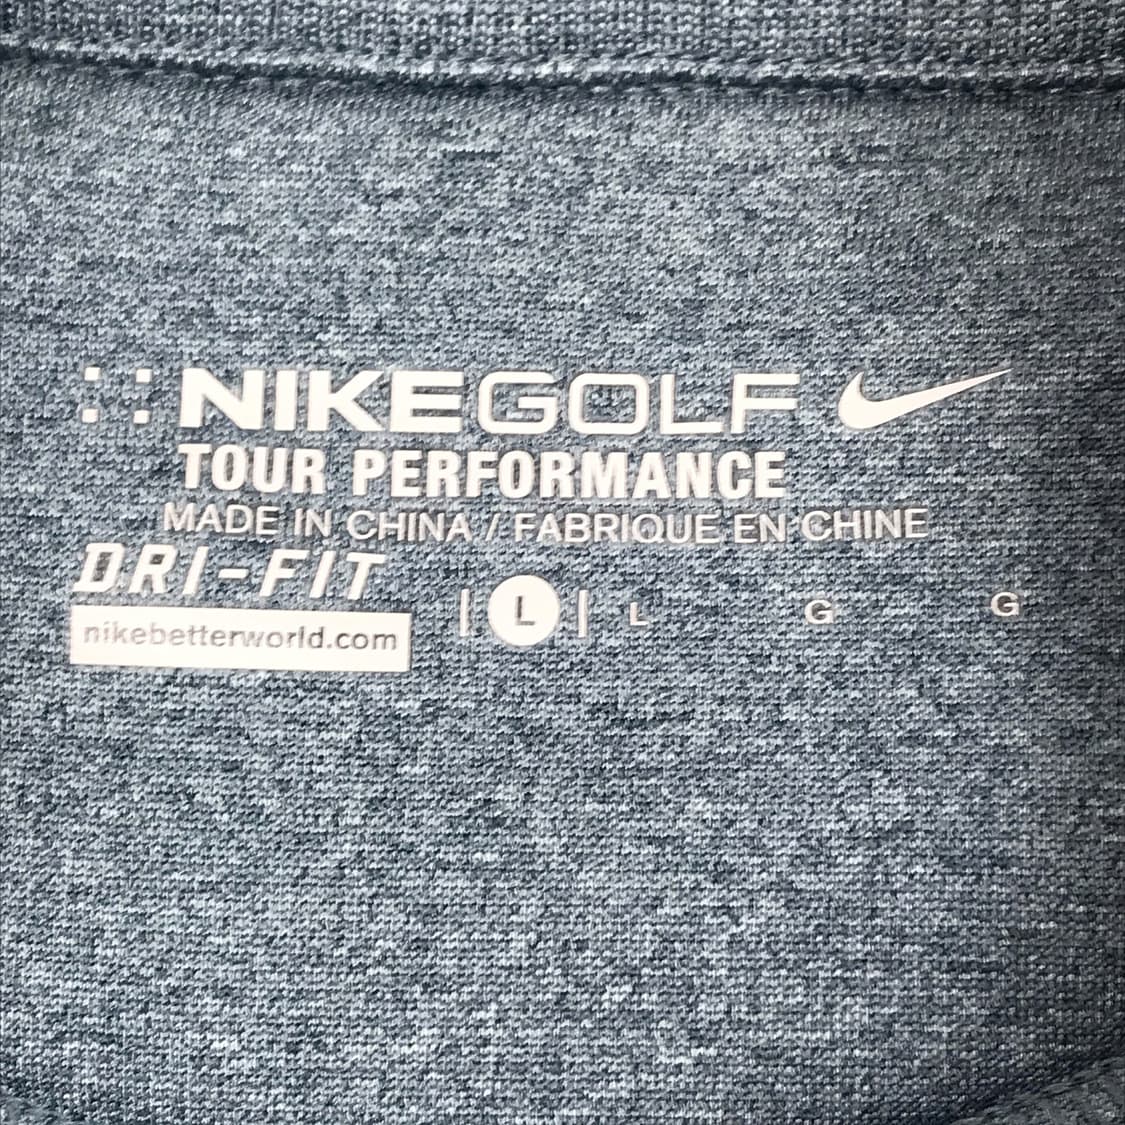 NIKEGOLF
TOUR PERFORMANCE
MADE IN CHINA / FABRIQUE EN CHINE
DRI-FIT
nikebetterworld.com
| L | L G G